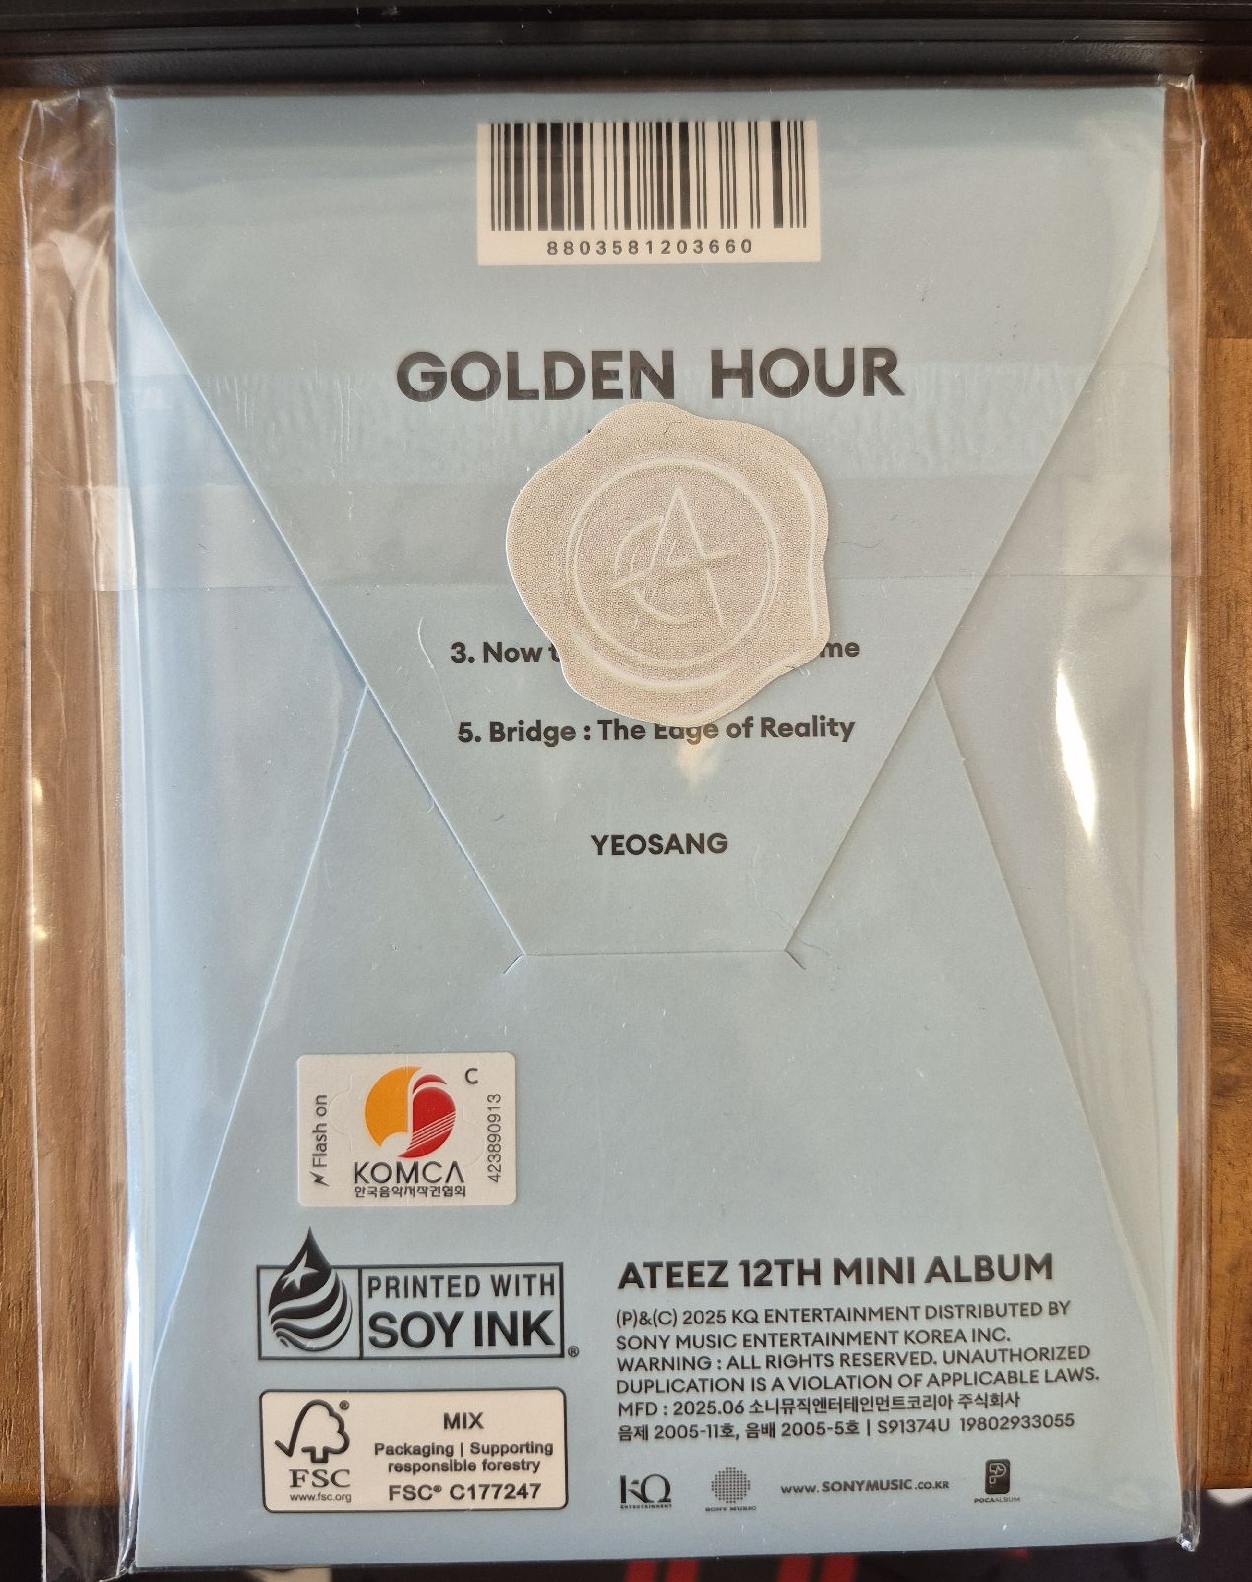 8803581203660
GOLDEN HOUR
3. Now me
5. Bridge : The Edge of Reality
YEOSANG
Flash on
C
423890913
KOMCA
한국음악저작권협회
PRINTED WITH
SOY INK
®
ATEEZ 12TH MINI ALBUM
(P)&(C) 2025 KQ ENTERTAINMENT DISTRIBUTED BY
SONY MUSIC ENTERTAINMENT KOREA INC.
WARNING : ALL RIGHTS RESERVED. UNAUTHORIZED
DUPLICATION IS A VIOLATION OF APPLICABLE LAWS.
MFD : 2025.06 소니뮤직엔터테인먼트코리아 주식회사
음제 2005-11호, 음배 2005-5호 | S91374U 19802933055
FSC
®
www.fsc.org
MIX
Packaging | Supporting
responsible forestry
FSC® C177247
KQ
ENTERTAINMENT
SONY MUSIC
www.SONYMUSIC.CO.KR
POCAALBUM